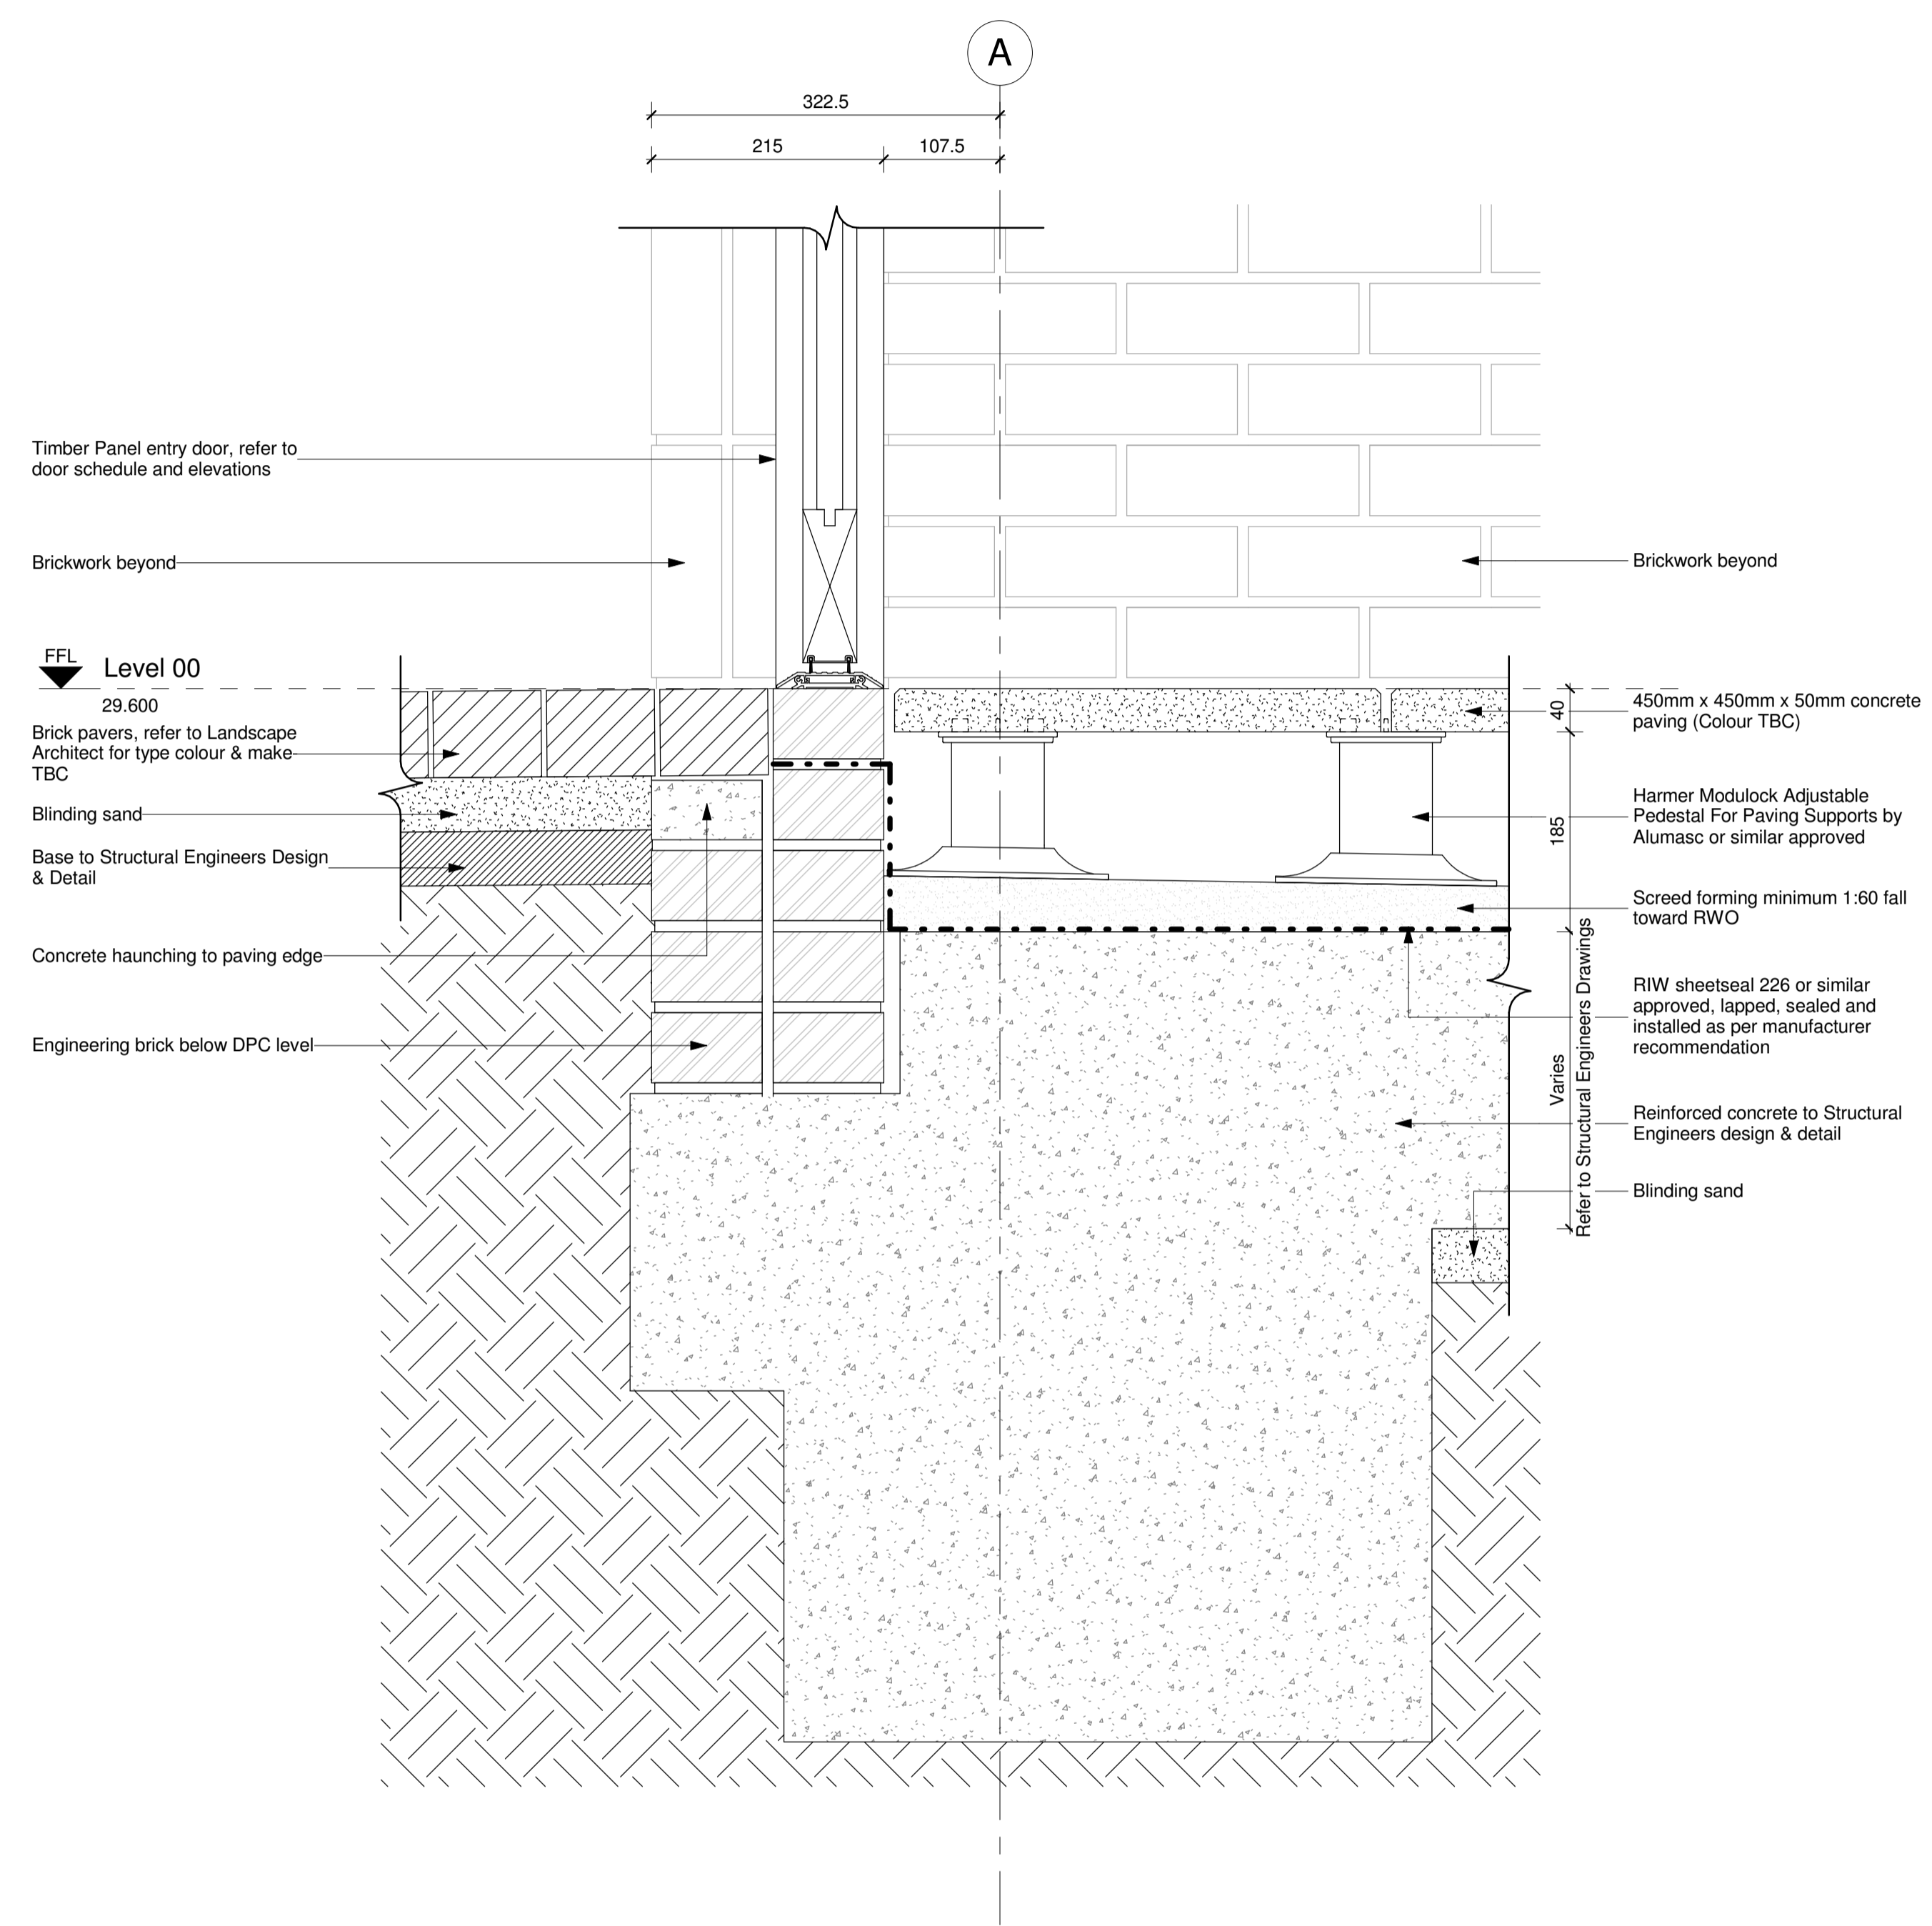 A
322.5
215
107.5
Timber Panel entry door, refer to
door schedule and elevations
Brickwork beyond
Brickwork beyond
FFL
Level 00
29.600
Brick pavers, refer to Landscape
Architect for type colour & make-
TBC
Blinding sand
Base to Structural Engineers Design
& Detail
Concrete haunching to paving edge
Engineering brick below DPC level
40
185
Varies
Refer to Structural Engineers Drawings
450mm x 450mm x 50mm concrete
paving (Colour TBC)
Harmer Modulock Adjustable
Pedestal For Paving Supports by
Alumasc or similar approved
Screed forming minimum 1:60 fall
toward RWO
RIW sheetseal 226 or similar
approved, lapped, sealed and
installed as per manufacturer
recommendation
Reinforced concrete to Structural
Engineers design & detail
Blinding sand